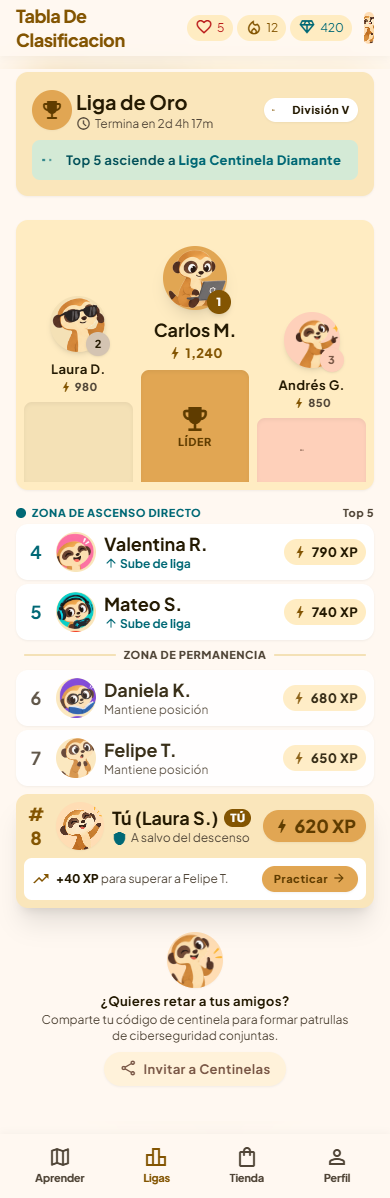 Tabla De
Clasificacion
5
12
420
Liga de Oro
Termina en 2d 4h 17m
División V
Top 5 asciende a Liga Centinela Diamante
1
Carlos M.
1,240
2
Laura D.
980
3
Andrés G.
850
LÍDER
ZONA DE ASCENSO DIRECTO
Top 5
4
Valentina R.
Sube de liga
790 XP
5
Mateo S.
Sube de liga
740 XP
ZONA DE PERMANENCIA
6
Daniela K.
Mantiene posición
680 XP
7
Felipe T.
Mantiene posición
650 XP
#
8
Tú (Laura S.) TÚ
A salvo del descenso
620 XP
+40 XP para superar a Felipe T.
Practicar
¿Quieres retar a tus amigos?
Comparte tu código de centinela para formar patrullas
de ciberseguridad conjuntas.
Invitar a Centinelas
Aprender
Ligas
Tienda
Perfil